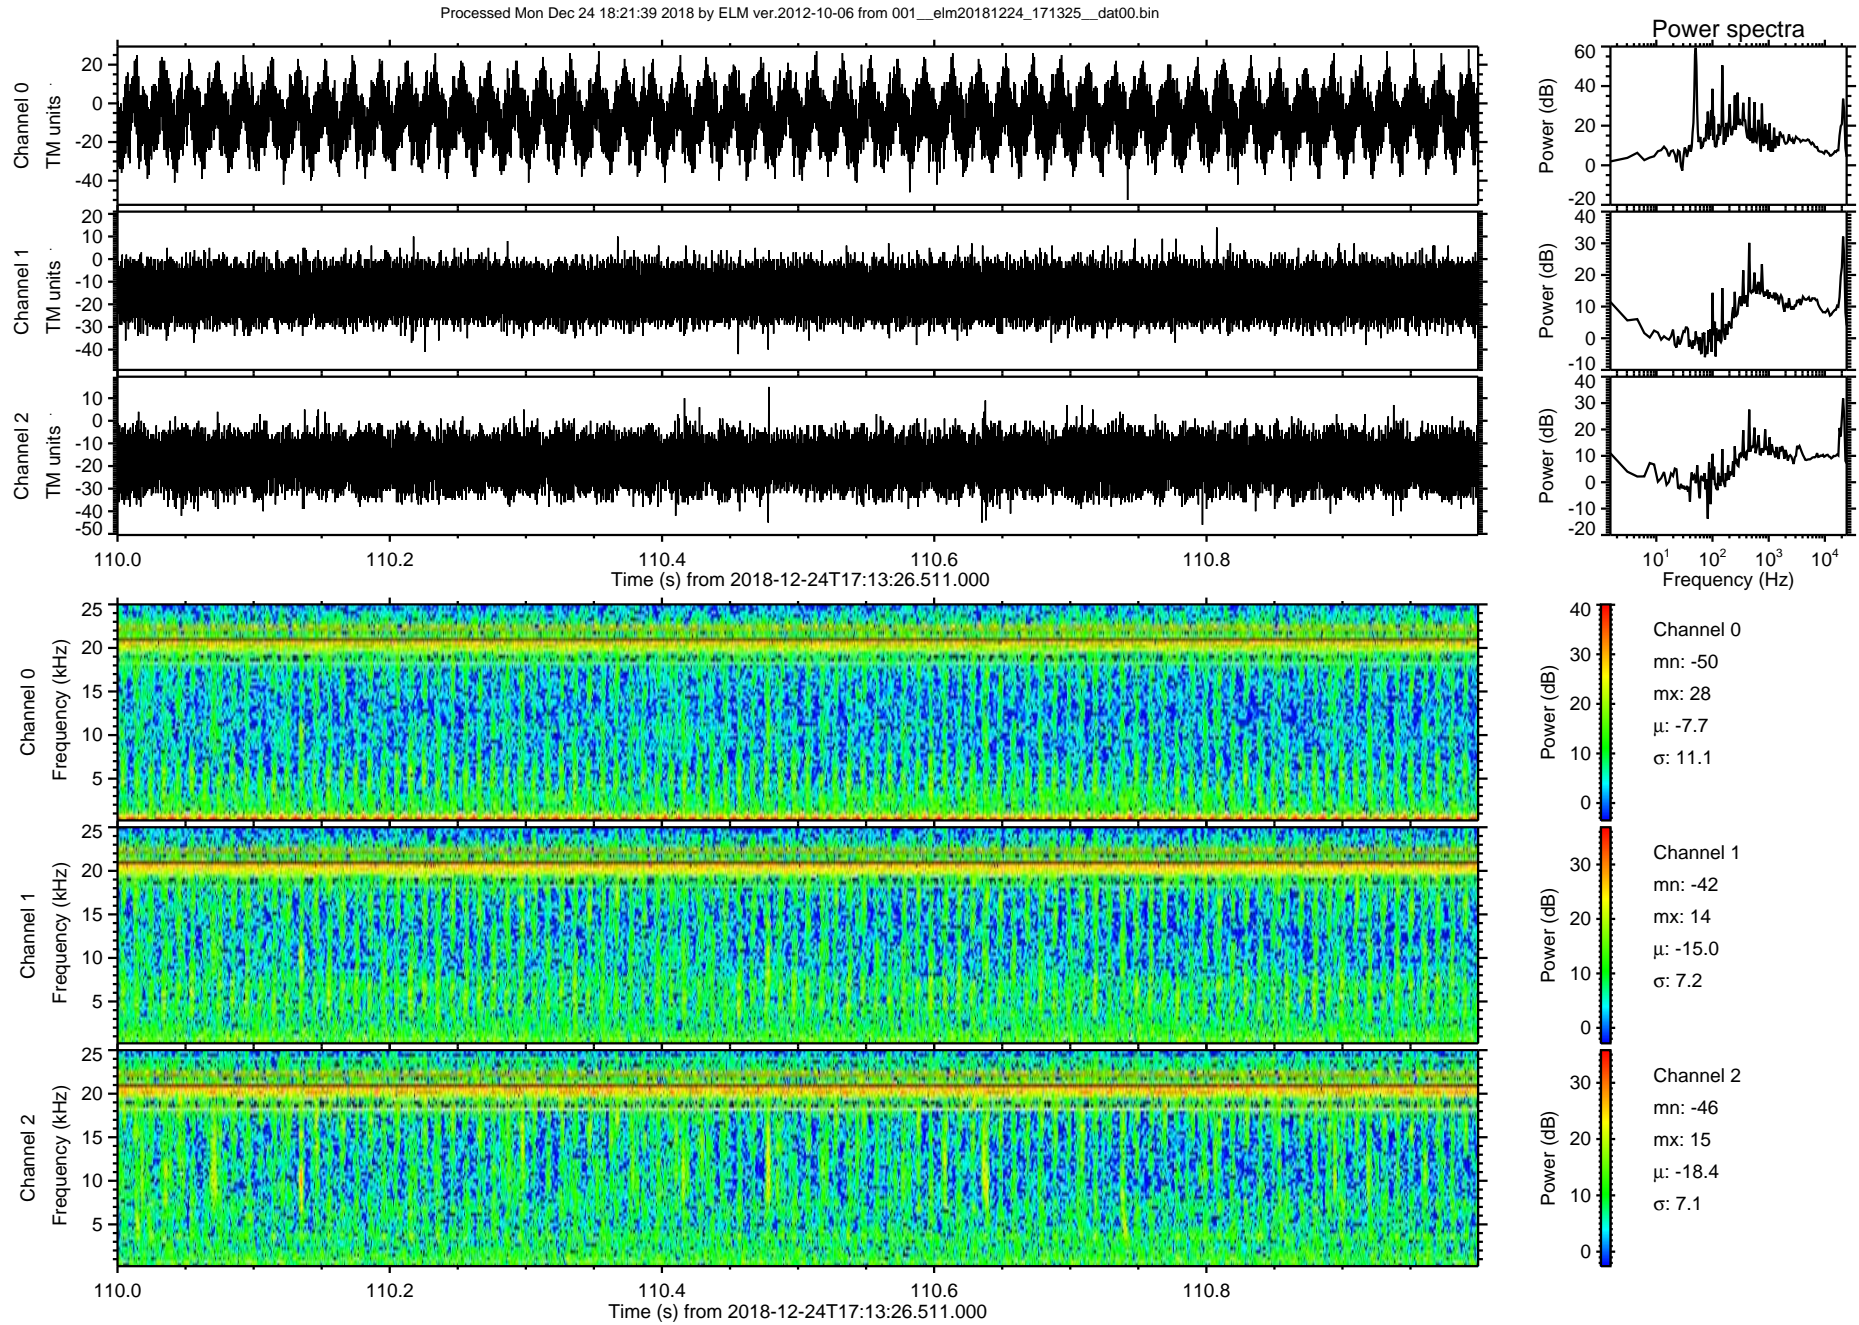 Processed Mon Dec 24 18:21:39 2018 by ELM ver.2012-10-06 from 001__elm20181224_171325__dat00.bin
Power spectra
Channel 0
TM units
20
0
-20
-40
Power (dB)
60
40
20
0
-20
Channel 1
TM units
20
10
0
-10
-20
-30
-40
Power (dB)
40
30
20
10
0
-10
Channel 2
TM units
10
0
-10
-20
-30
-40
-50
Power (dB)
40
30
20
10
0
-10
-20
110.0 110.2 110.4 110.6 110.8
Time (s) from 2018-12-24T17:13:26.511.000
10¹ 10² 10³ 10⁴
Frequency (Hz)
Channel 0
Frequency (kHz)
25
20
15
10
5
Power (dB)
40
30
20
10
0
Channel 0
mn: -50
mx: 28
μ: -7.7
σ: 11.1
Channel 1
Frequency (kHz)
25
20
15
10
5
Power (dB)
30
20
10
0
Channel 1
mn: -42
mx: 14
μ: -15.0
σ: 7.2
Channel 2
Frequency (kHz)
25
20
15
10
5
Power (dB)
30
20
10
0
Channel 2
mn: -46
mx: 15
μ: -18.4
σ: 7.1
110.0 110.2 110.4 110.6 110.8
Time (s) from 2018-12-24T17:13:26.511.000